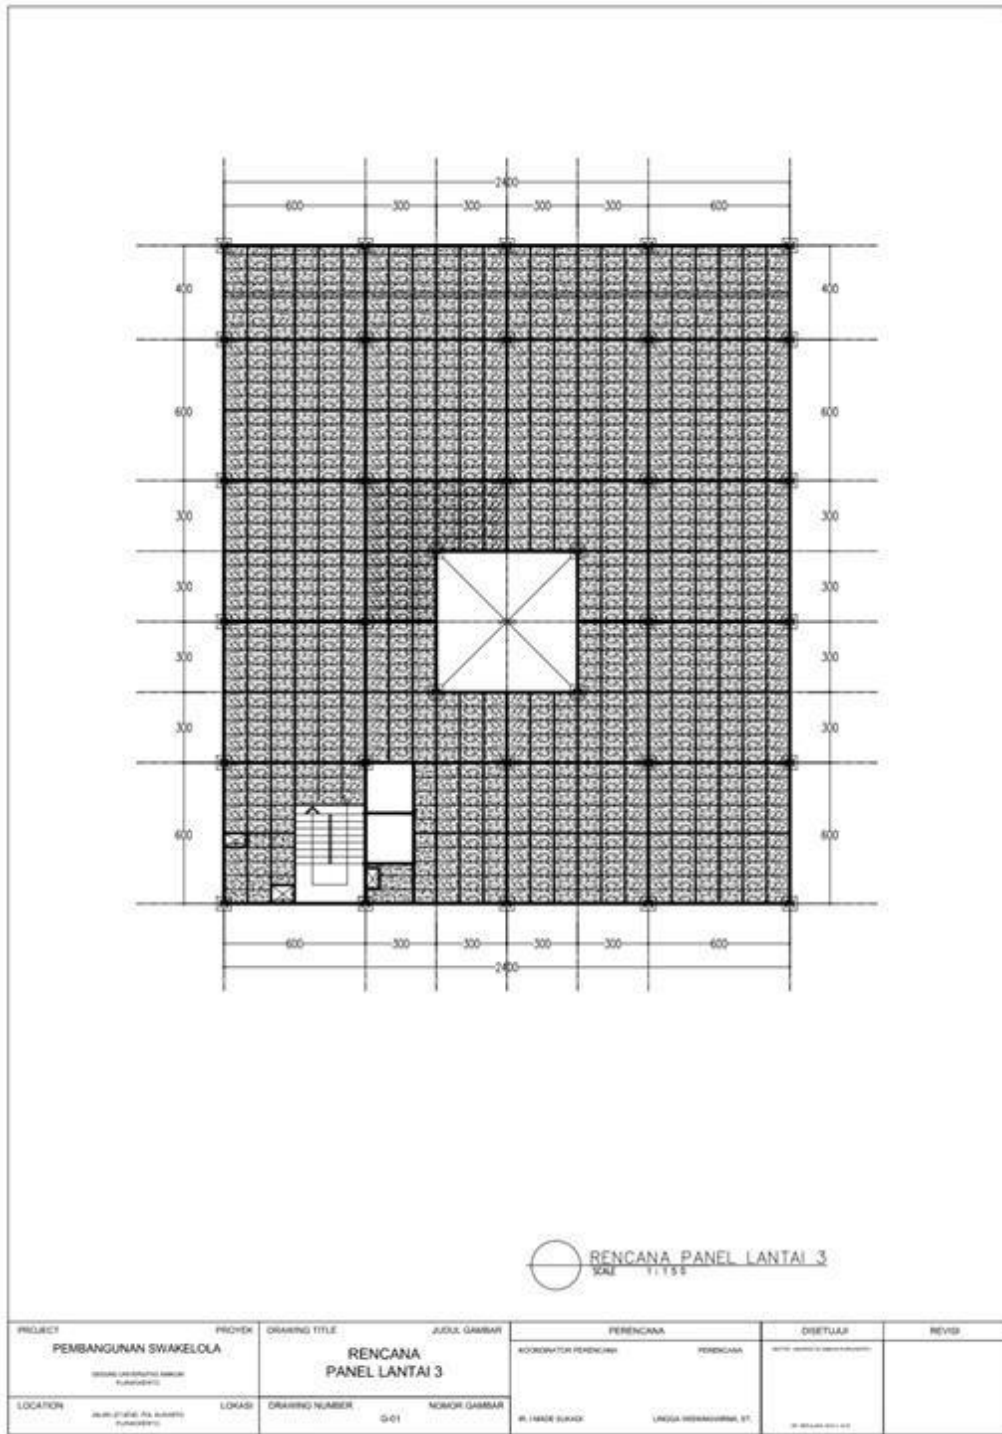 2400
600 300 300 300 300 600
400 400
600 600
300 300
300 300
300 300
300 300
600 600
600 300 300 300 300 600
2400
RENCANA PANEL LANTAI 3
SCALE 1 : 150
PROJECT PROYEK
PEMBANGUNAN SWAKELOLA
LOCATION LOKASI
DRAWING TITLE JUDUL GAMBAR
RENCANA
PANEL LANTAI 3
DRAWING NUMBER NOMOR GAMBAR
G-01
PERENCANA
KOORDINATOR PERENCANA PERENCANA
IR. I MADE SUKADI
DISETUJUI
REVISI